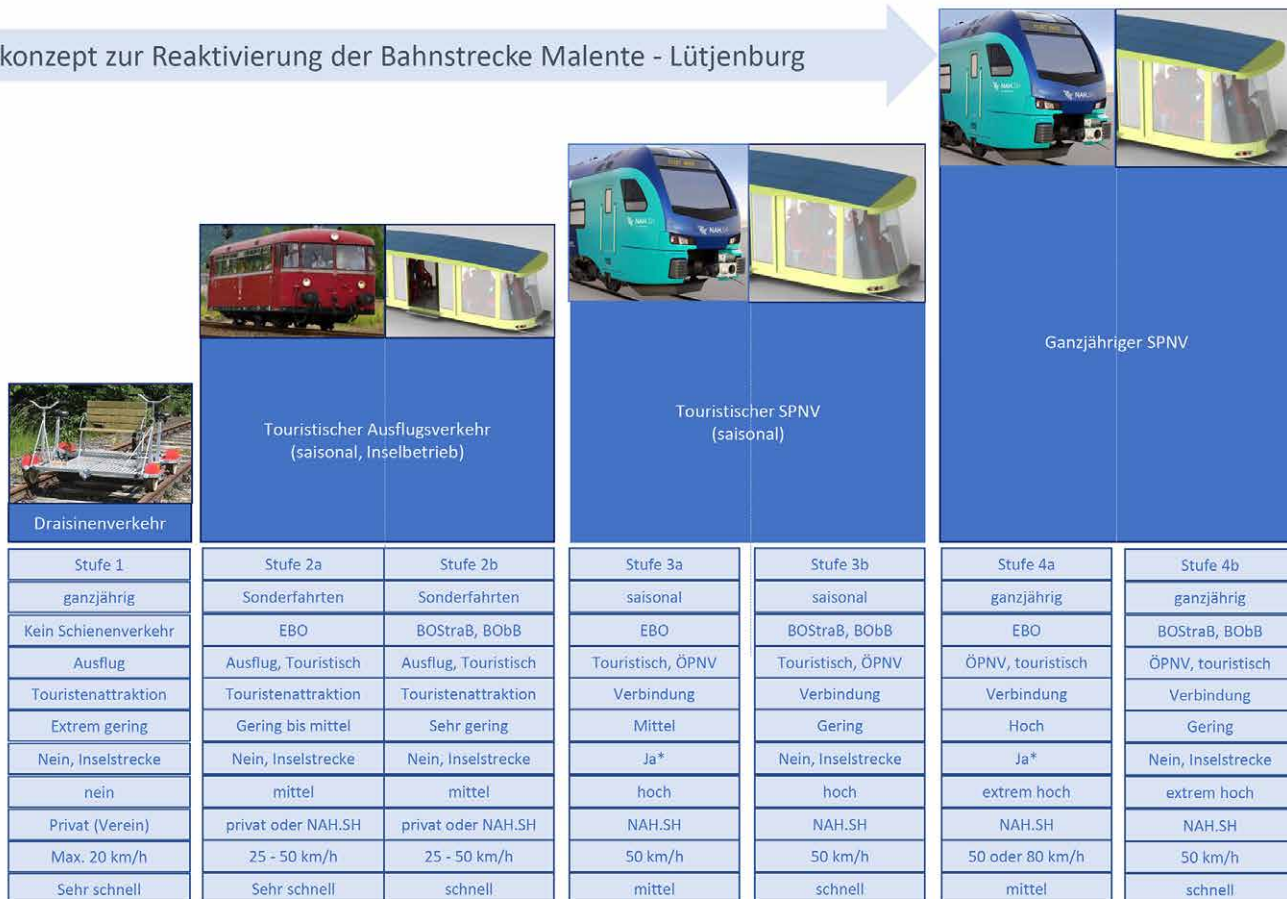 konzept zur Reaktivierung der Bahnstrecke Malente - Lütjenburg
Ganzjähriger SPNV
Touristischer SPNV
(saisonal)
Touristischer Ausflugsverkehr
(saisonal, Inselbetrieb)
Draisinenverkehr
Stufe 1 Stufe 2a Stufe 2b Stufe 3a Stufe 3b Stufe 4a Stufe 4b
ganzjährig Sonderfahrten Sonderfahrten saisonal saisonal ganzjährig ganzjährig
Kein Schienenverkehr EBO BOStraB, BObB EBO BOStraB, BObB EBO BOStraB, BObB
Ausflug Ausflug, Touristisch Ausflug, Touristisch Touristisch, ÖPNV Touristisch, ÖPNV ÖPNV, touristisch ÖPNV, touristisch
Touristenattraktion Touristenattraktion Touristenattraktion Verbindung Verbindung Verbindung Verbindung
Extrem gering Gering bis mittel Sehr gering Mittel Gering Hoch Gering
Nein, Inselstrecke Nein, Inselstrecke Nein, Inselstrecke Ja* Nein, Inselstrecke Ja* Nein, Inselstrecke
nein mittel mittel hoch hoch extrem hoch extrem hoch
Privat (Verein) privat oder NAH.SH privat oder NAH.SH NAH.SH NAH.SH NAH.SH NAH.SH
Max. 20 km/h 25 - 50 km/h 25 - 50 km/h 50 km/h 50 km/h 50 oder 80 km/h 50 km/h
Sehr schnell Sehr schnell schnell mittel schnell mittel schnell